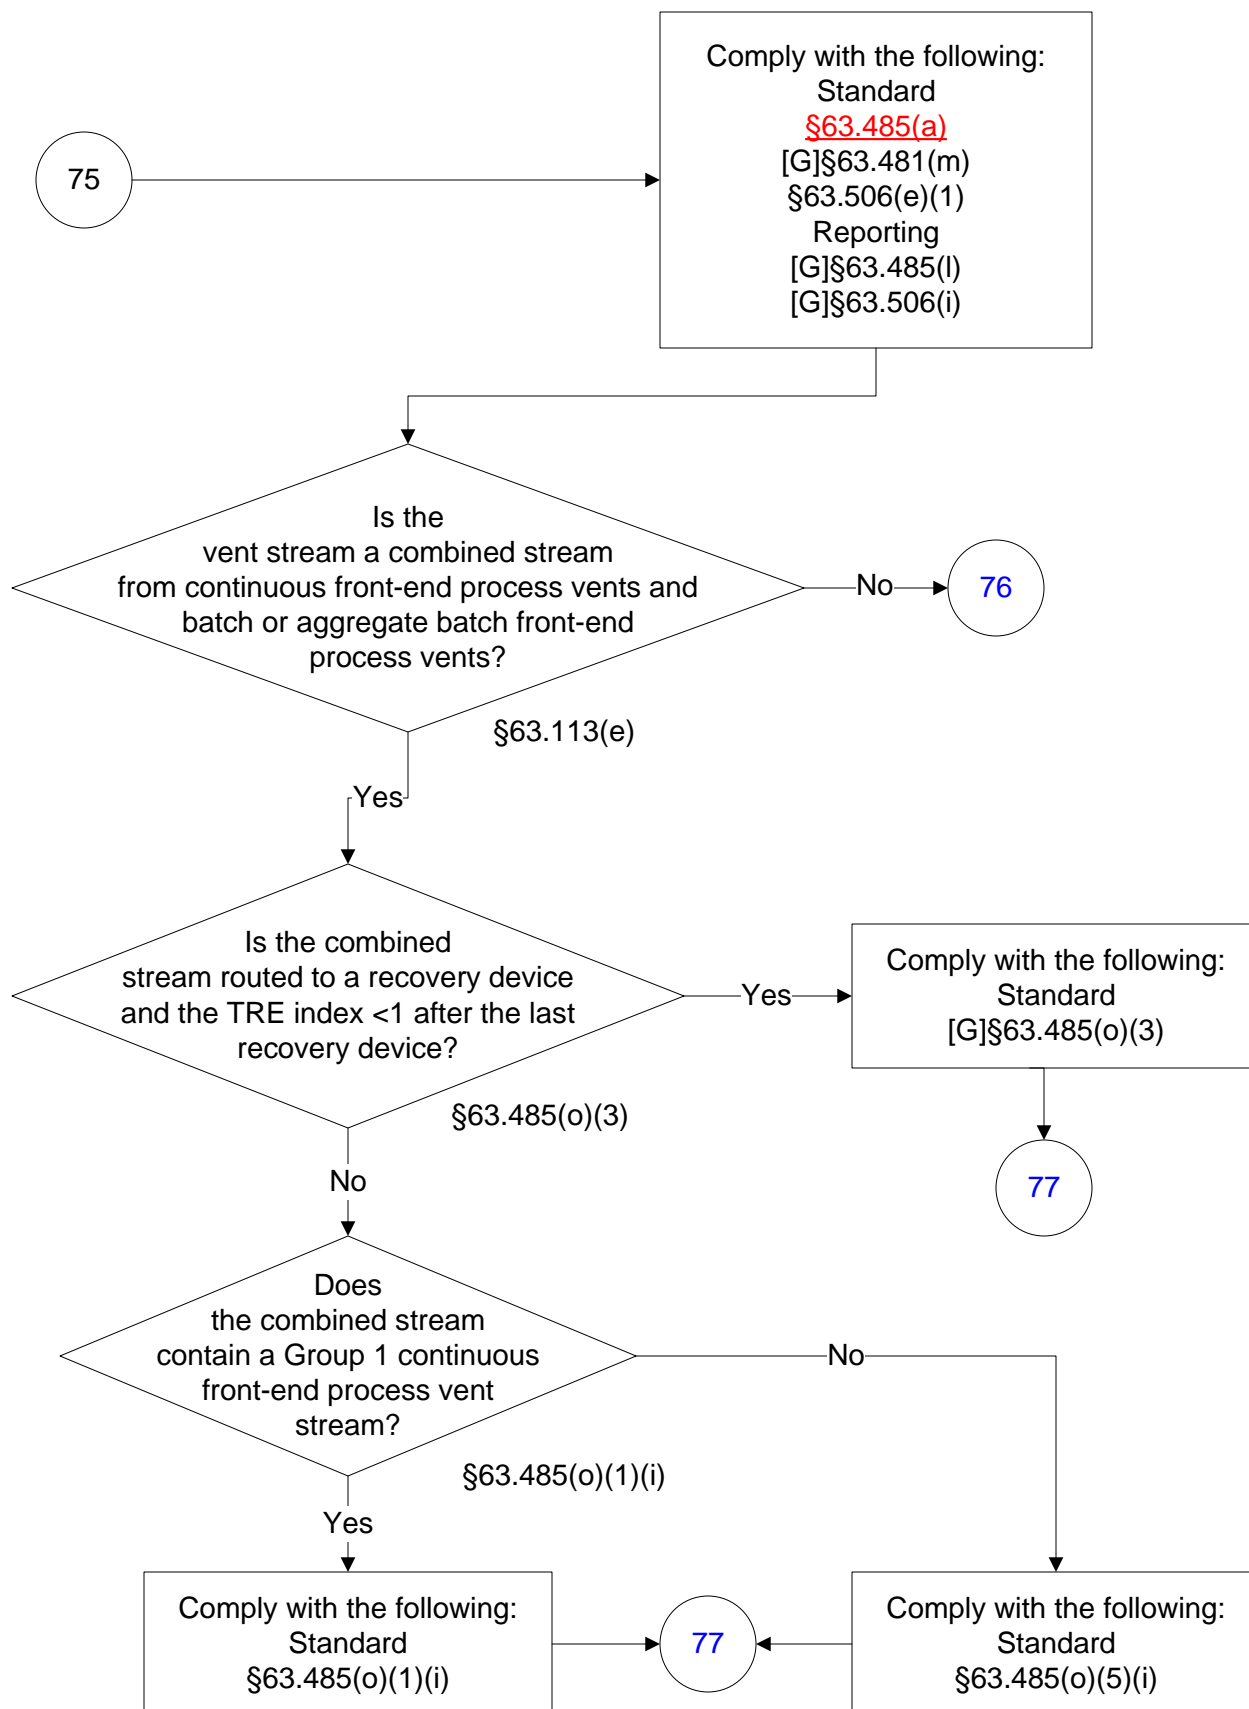 Comply with the following:
Standard
§63.485(a)
[G]§63.481(m)
§63.506(e)(1)
Reporting
[G]§63.485(l)
[G]§63.506(i)
75
Is the
vent stream a combined stream
from continuous front-end process vents and
batch or aggregate batch front-end
process vents?
No
76
§63.113(e)
Yes
Is the combined
stream routed to a recovery device
and the TRE index <1 after the last
recovery device?
Yes
Comply with the following:
Standard
[G]§63.485(o)(3)
§63.485(o)(3)
77
No
Does
the combined stream
contain a Group 1 continuous
front-end process vent
stream?
No
§63.485(o)(1)(i)
Yes
Comply with the following:
Standard
§63.485(o)(1)(i)
77
Comply with the following:
Standard
§63.485(o)(5)(i)